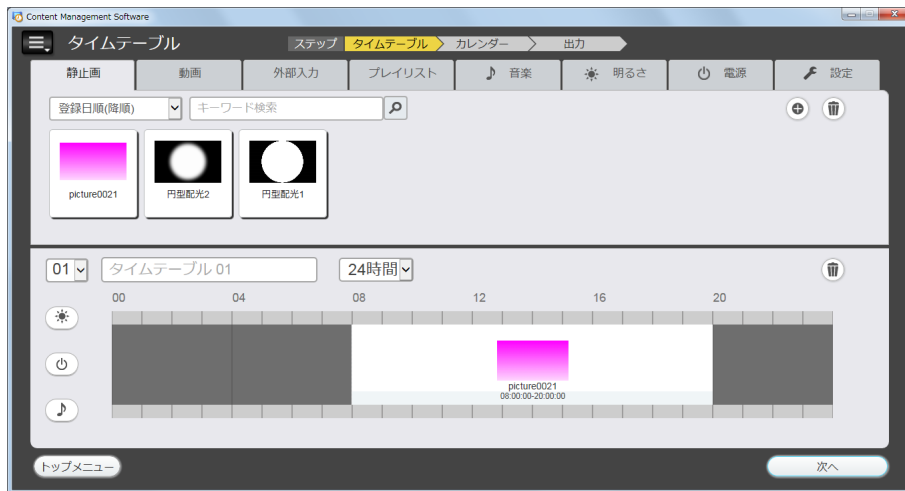 Content Management Software
タイムテーブル
ステップ タイムテーブル カレンダー 出力
静止画 動画 外部入力 プレイリスト 音楽 明るさ 電源 設定
登録日順(降順) キーワード検索
picture0021 円型配光2 円型配光1
01 タイムテーブル 01 24時間
00 04 08 12 16 20
picture0021
08:00:00-20:00:00
トップメニュー 次へ